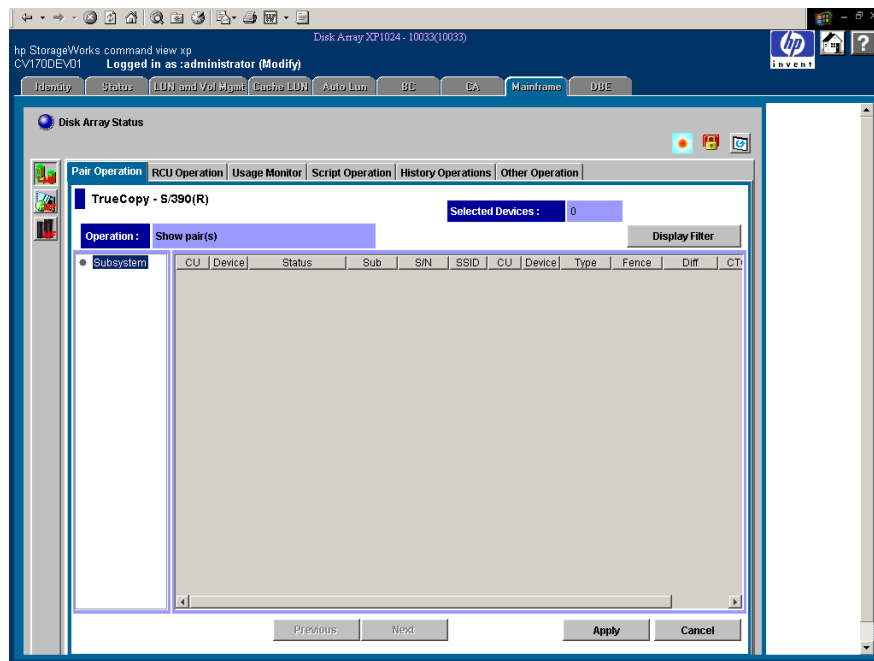 Disk Array XP1024 - 10033(10033)
hp StorageWorks command view xp
CV170DEV01 Logged in as :administrator (Modify)
hp
invent
?
Identity Status LUN and Vol Mgmt Cache LUN Auto Lun BC CA Mainframe DBE
Disk Array Status
Pair Operation RCU Operation Usage Monitor Script Operation History Operations Other Operation
TrueCopy - S/390(R)
Selected Devices : 0
Operation : Show pair(s)
Display Filter
Subsystem
CU Device Status Sub S/N SSID CU Device Type Fence Diff
Previous Next Apply Cancel